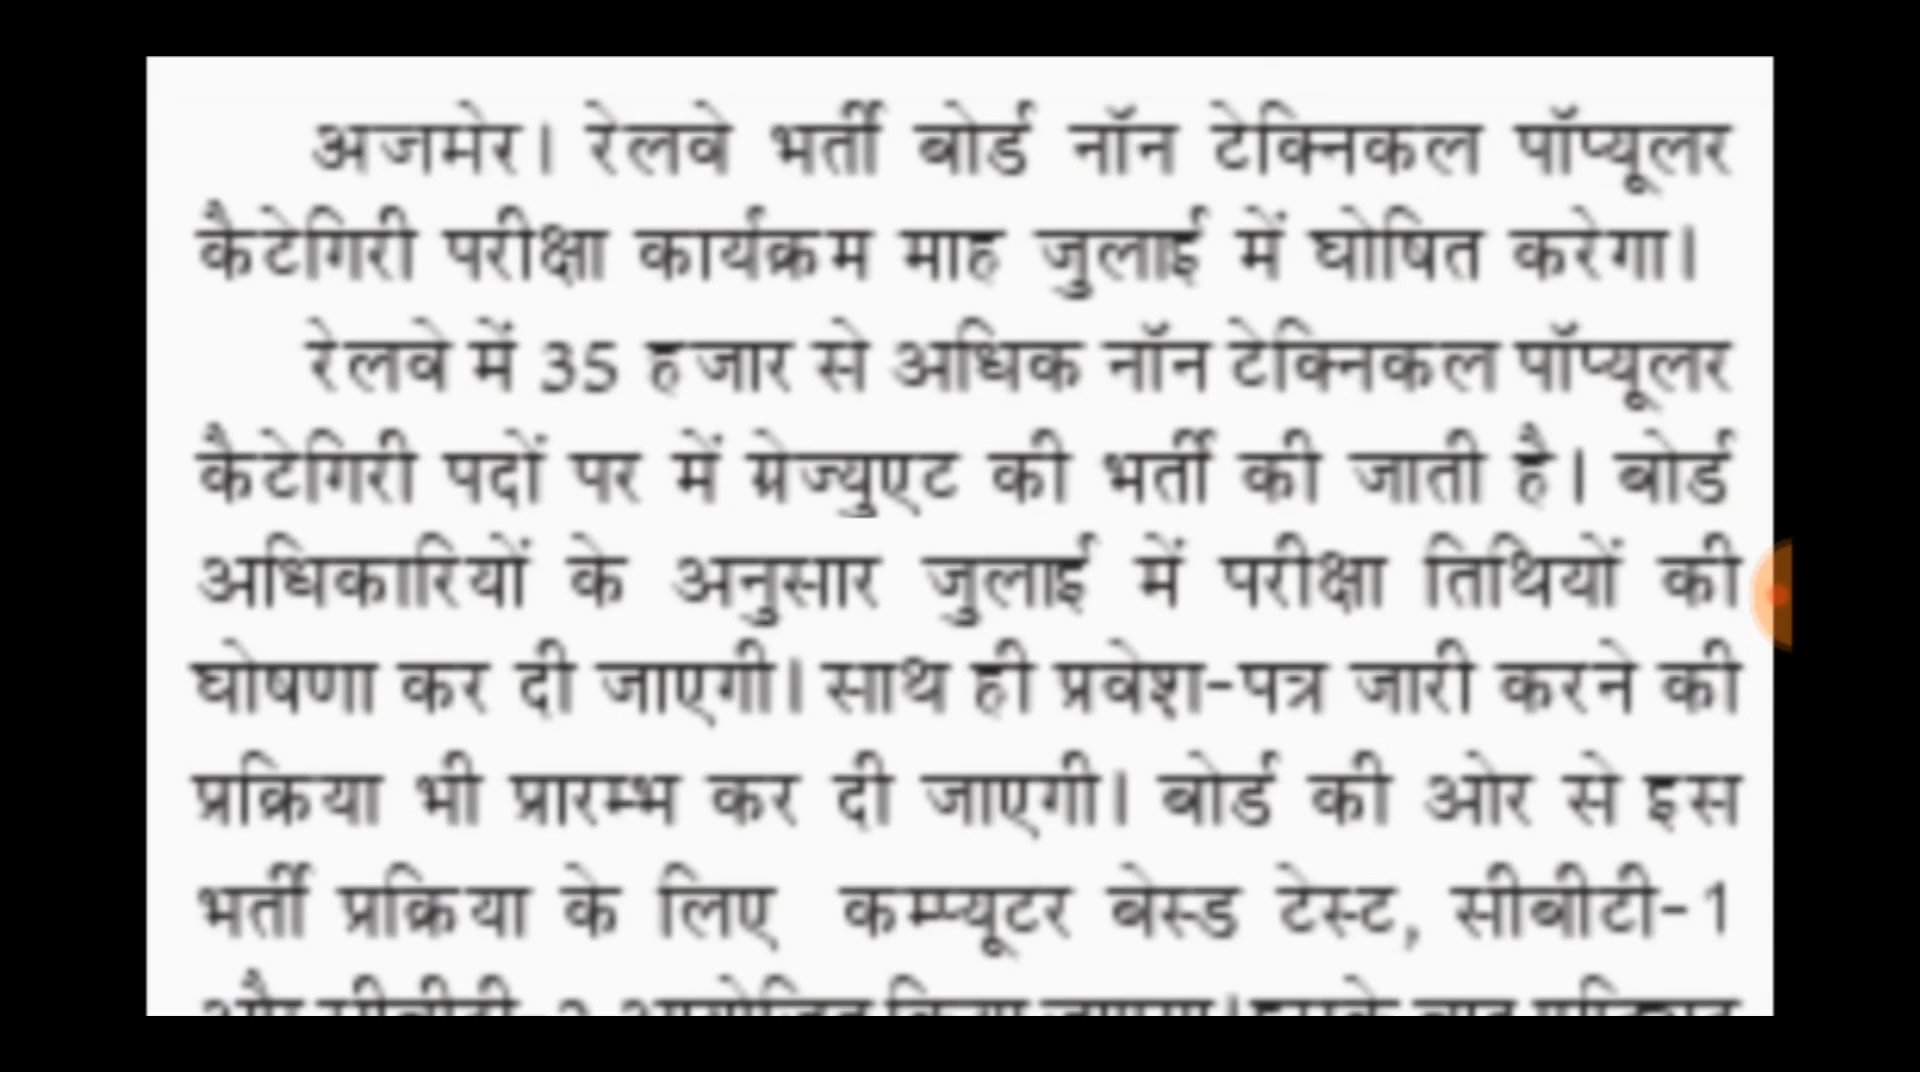 अजमेर। रेलवे भर्ती बोर्ड नॉन टेक्निकल पॉप्यूलर
कैटेगिरी परीक्षा कार्यक्रम माह जुलाई में घोषित करेगा।
रेलवे में 35 हजार से अधिक नॉन टेक्निकल पॉप्यूलर
कैटेगिरी पदों पर में ग्रेज्युएट की भर्ती की जाती है। बोर्ड
अधिकारियों के अनुसार जुलाई में परीक्षा तिथियों की
घोषणा कर दी जाएगी। साथ ही प्रवेश-पत्र जारी करने की
प्रक्रिया भी प्रारम्भ कर दी जाएगी। बोर्ड की ओर से इस
भर्ती प्रक्रिया के लिए कम्प्यूटर बेस्ड टेस्ट, सीबीटी-1